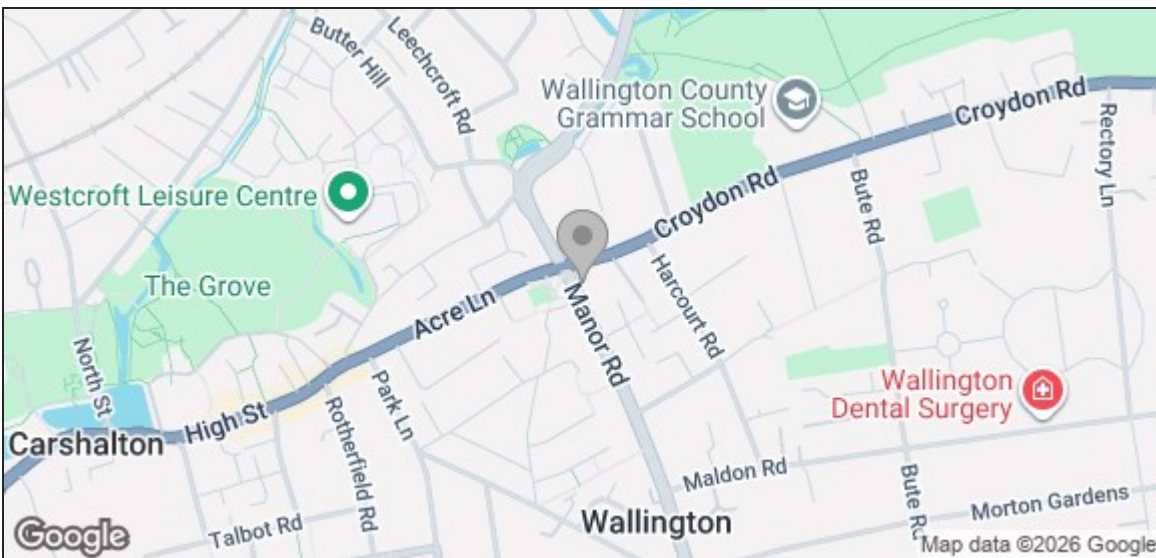 Butter Hill
Leechcroft Rd
Wallington County
Grammar School
Croydon Rd
Rectory Ln
Westcroft Leisure Centre
Croydon Rd
Bute Rd
The Grove
Harcourt Rd
Acre Ln
Manor Rd
North St
Park Ln
Wallington
Dental Surgery
High St
Rotherfield Rd
Carshalton
Maldon Rd
Bute Rd
Morton Gardens
Talbot Rd
Wallington
Google
Map data ©2026 Google